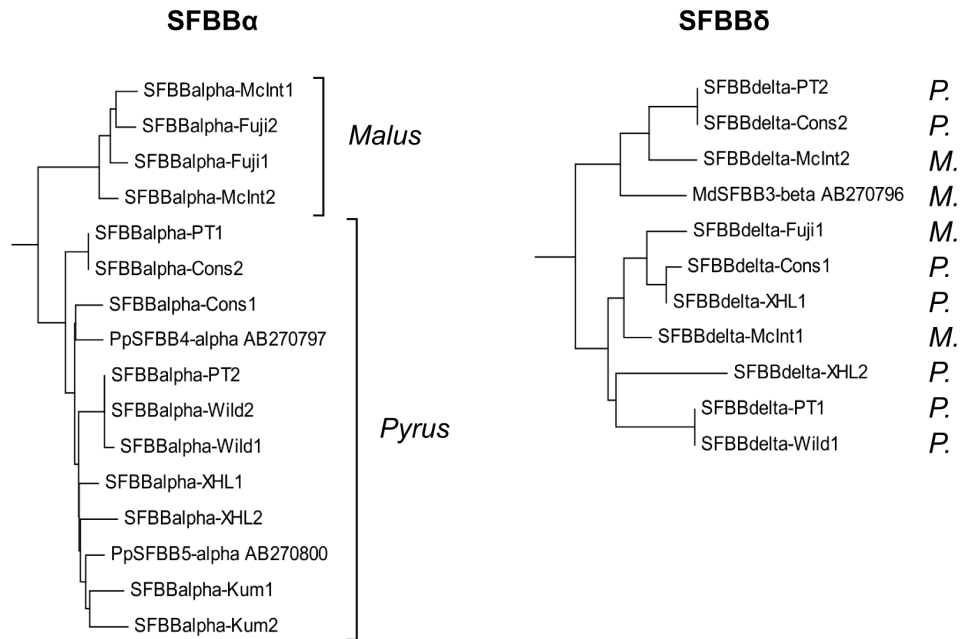 SFBBα
SFBBalpha-McInt1
SFBBalpha-Fuji2
SFBBalpha-Fuji1
SFBBalpha-McInt2
Malus
SFBBalpha-PT1
SFBBalpha-Cons2
SFBBalpha-Cons1
PpSFBB4-alpha AB270797
SFBBalpha-PT2
SFBBalpha-Wild2
SFBBalpha-Wild1
SFBBalpha-XHL1
SFBBalpha-XHL2
PpSFBB5-alpha AB270800
SFBBalpha-Kum1
SFBBalpha-Kum2
Pyrus
SFBBδ
SFBBdelta-PT2 P.
SFBBdelta-Cons2 P.
SFBBdelta-McInt2 M.
MdSFBB3-beta AB270796 M.
SFBBdelta-Fuji1 M.
SFBBdelta-Cons1 P.
SFBBdelta-XHL1 P.
SFBBdelta-McInt1 M.
SFBBdelta-XHL2 P.
SFBBdelta-PT1 P.
SFBBdelta-Wild1 P.